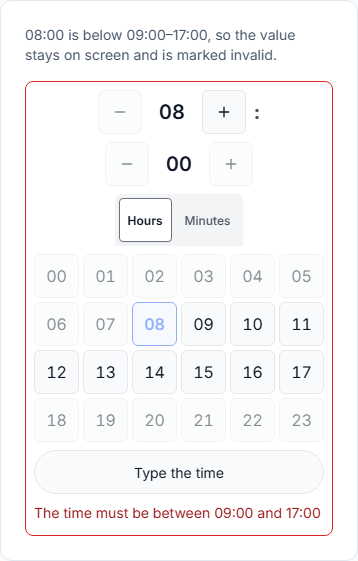 08:00 is below 09:00–17:00, so the value
stays on screen and is marked invalid.
− 08 + :
− 00 +
Hours Minutes
00 01 02 03 04 05
06 07 08 09 10 11
12 13 14 15 16 17
18 19 20 21 22 23
Type the time
The time must be between 09:00 and 17:00